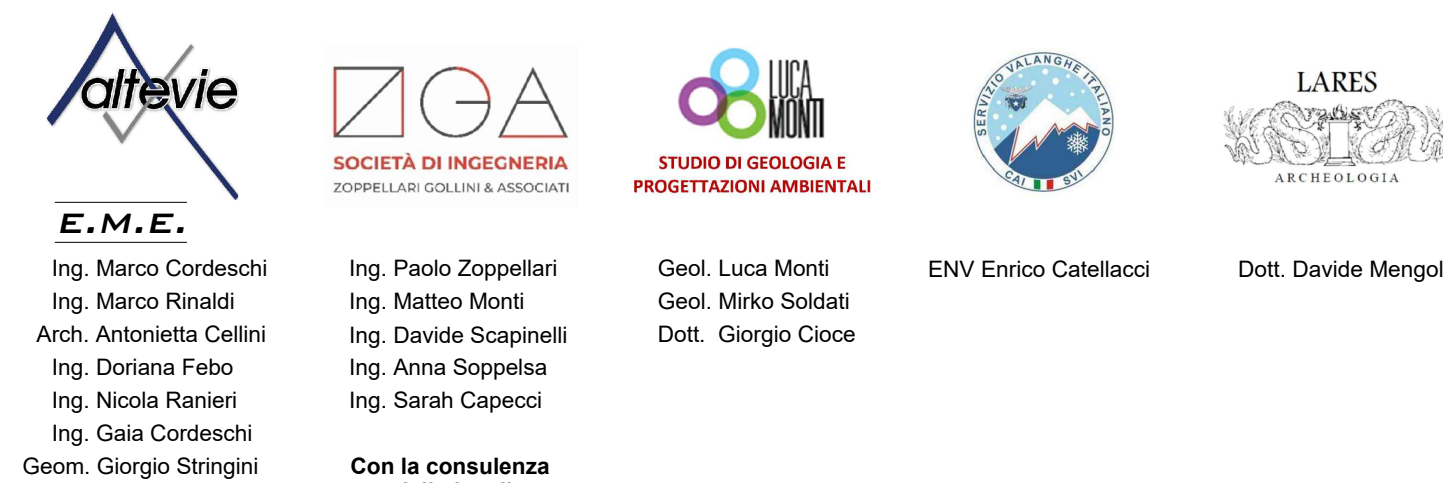 altevie
E.M.E.
Ing. Marco Cordeschi
Ing. Marco Rinaldi
Arch. Antonietta Cellini
Ing. Doriana Febo
Ing. Nicola Ranieri
Ing. Gaia Cordeschi
Geom. Giorgio Stringini
ZGA
SOCIETÀ DI INGEGNERIA
ZOPPELLARI GOLLINI & ASSOCIATI
Ing. Paolo Zoppellari
Ing. Matteo Monti
Ing. Davide Scapinelli
Ing. Anna Soppelsa
Ing. Sarah Capecci
Con la consulenza
LUCA
MONTI
STUDIO DI GEOLOGIA E
PROGETTAZIONI AMBIENTALI
Geol. Luca Monti
Geol. Mirko Soldati
Dott. Giorgio Cioce
SERVIZIO VALANGHE ITALIANO
CAI SVI
ENV Enrico Catellacci
LARES
ARCHEOLOGIA
Dott. Davide Mengol